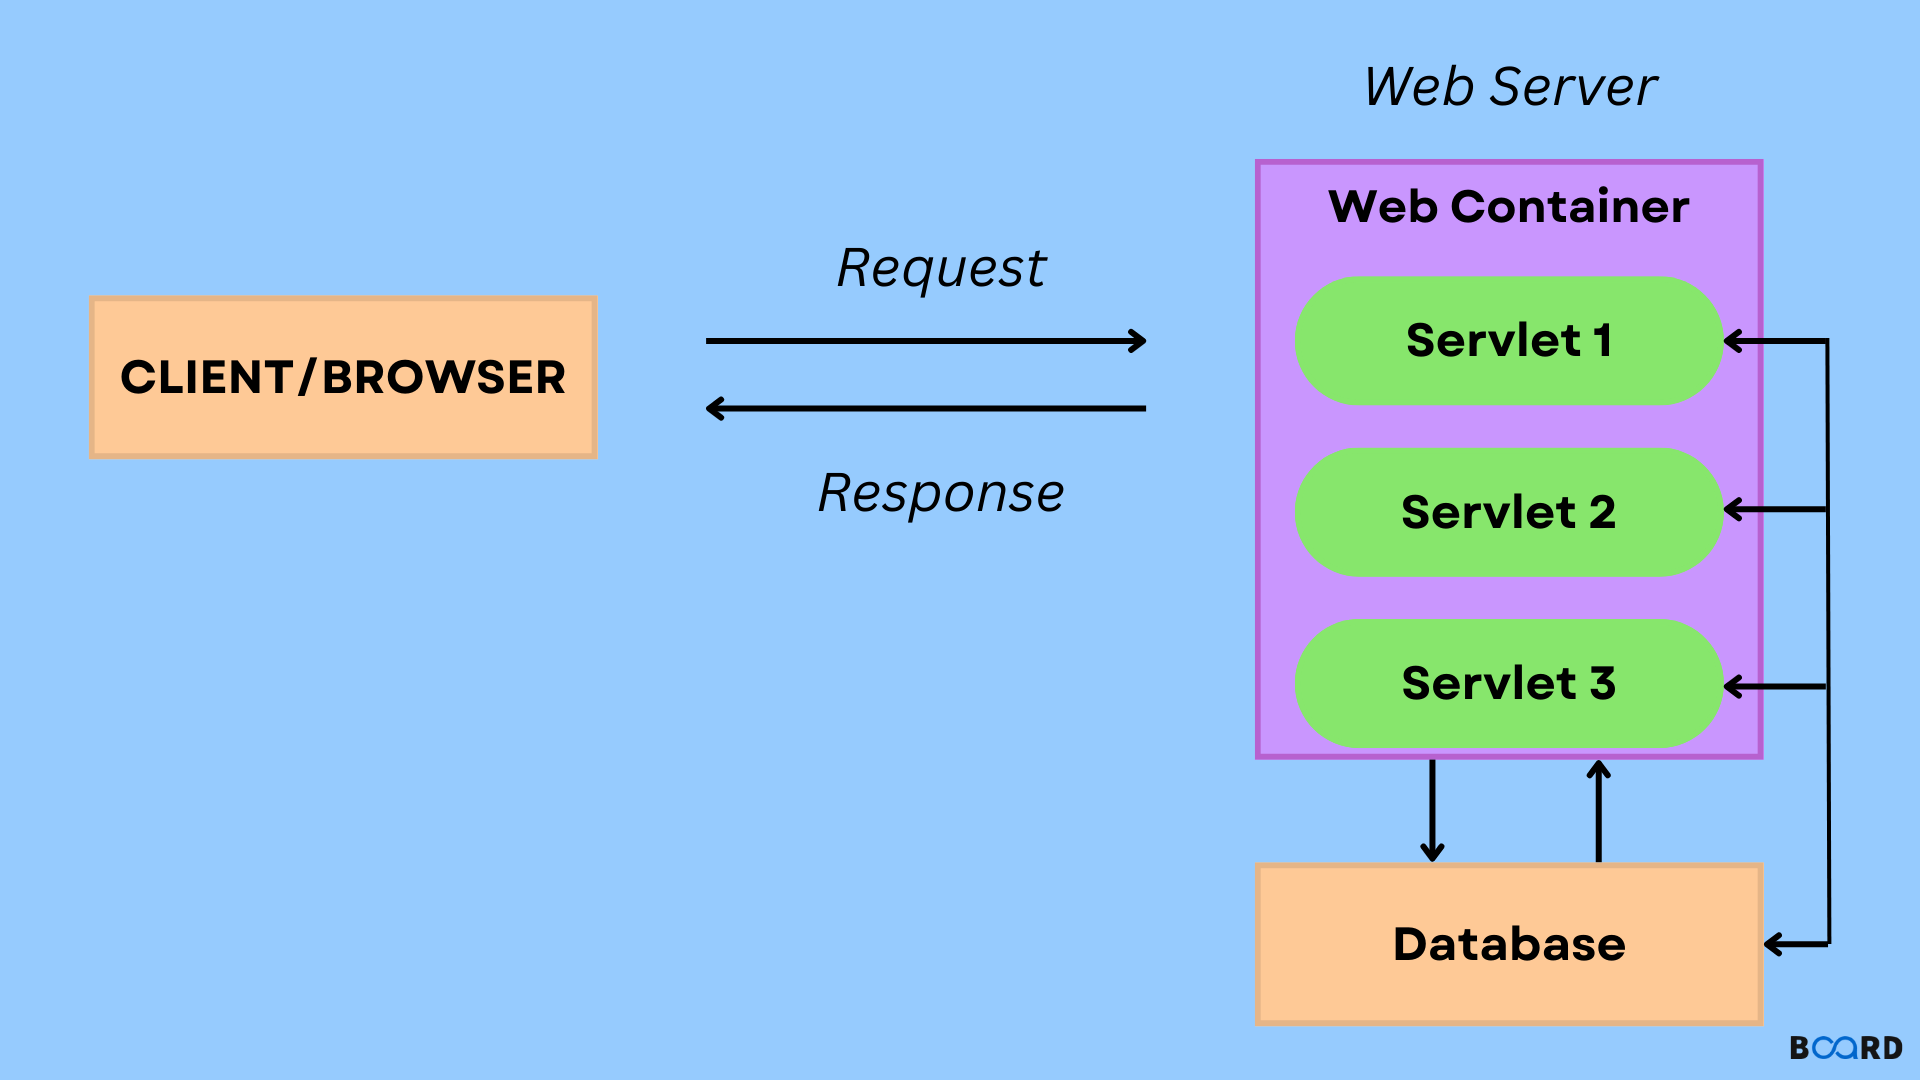 Web Server
Web Container
Request
CLIENT/BROWSER
Response
Servlet 1
Servlet 2
Servlet 3
Database
BOARD